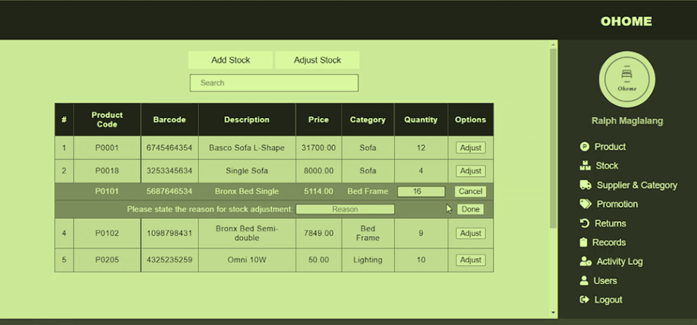 OHOME
Add Stock Adjust Stock
Search
# Product Code Barcode Description Price Category Quantity Options
1 P0001 6745464354 Basco Sofa L-Shape 31700.00 Sofa 12 Adjust
2 P0018 3253345634 Single Sofa 8000.00 Sofa 4 Adjust
P0101 5687646534 Bronx Bed Single 5114.00 Bed Frame 16 Cancel
Please state the reason for stock adjustment: Reason Done
4 P0102 1098798431 Bronx Bed Semi-double 7849.00 Bed Frame 9 Adjust
5 P0205 4325235259 Omni 10W 50.00 Lighting 10 Adjust
Ohome
Ralph Maglalang
Product
Stock
Supplier & Category
Promotion
Returns
Records
Activity Log
Users
Logout